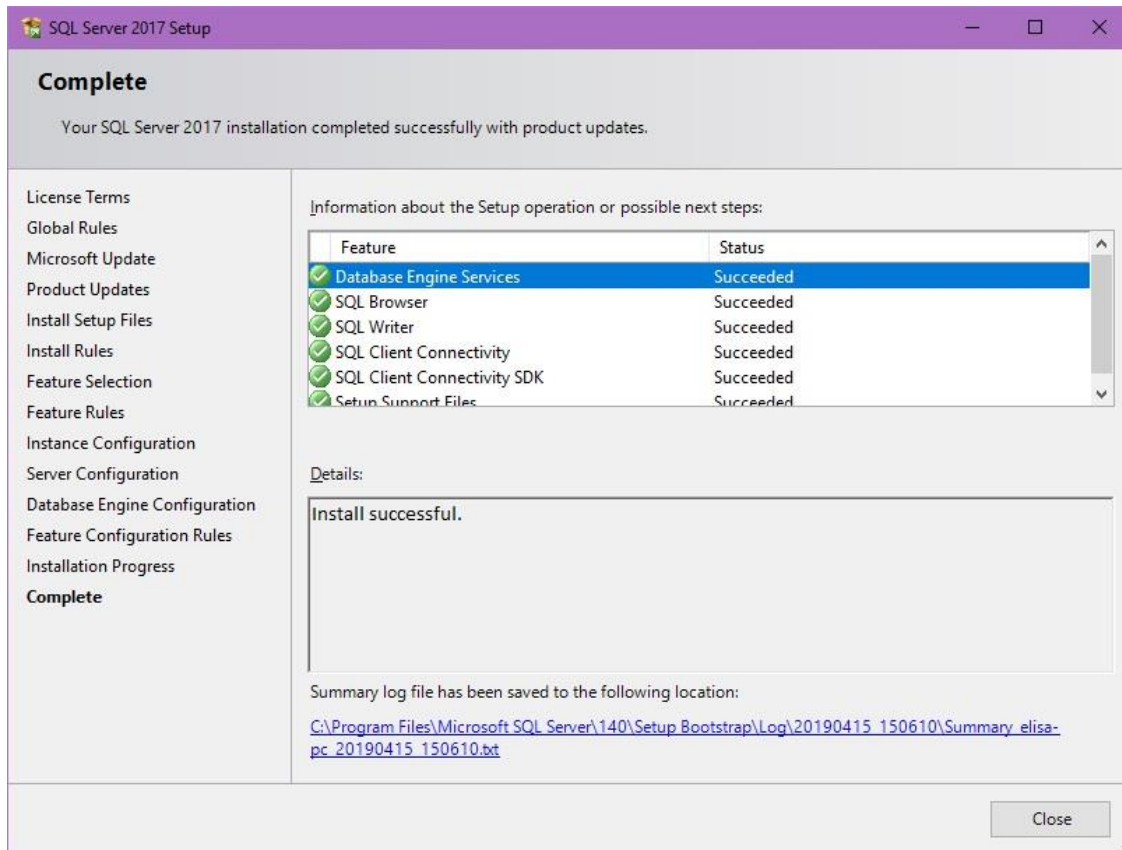 SQL Server 2017 Setup
Complete
Your SQL Server 2017 installation completed successfully with product updates.
License Terms
Global Rules
Microsoft Update
Product Updates
Install Setup Files
Install Rules
Feature Selection
Feature Rules
Instance Configuration
Server Configuration
Database Engine Configuration
Feature Configuration Rules
Installation Progress
Complete
Information about the Setup operation or possible next steps:
Feature Status
Database Engine Services Succeeded
SQL Browser Succeeded
SQL Writer Succeeded
SQL Client Connectivity Succeeded
SQL Client Connectivity SDK Succeeded
Setup Support Files Succeeded
Details:
Install successful.
Summary log file has been saved to the following location:
C:\Program Files\Microsoft SQL Server\140\Setup Bootstrap\Log\20190415_150610\Summary_elisa-
pc_20190415_150610.txt
Close